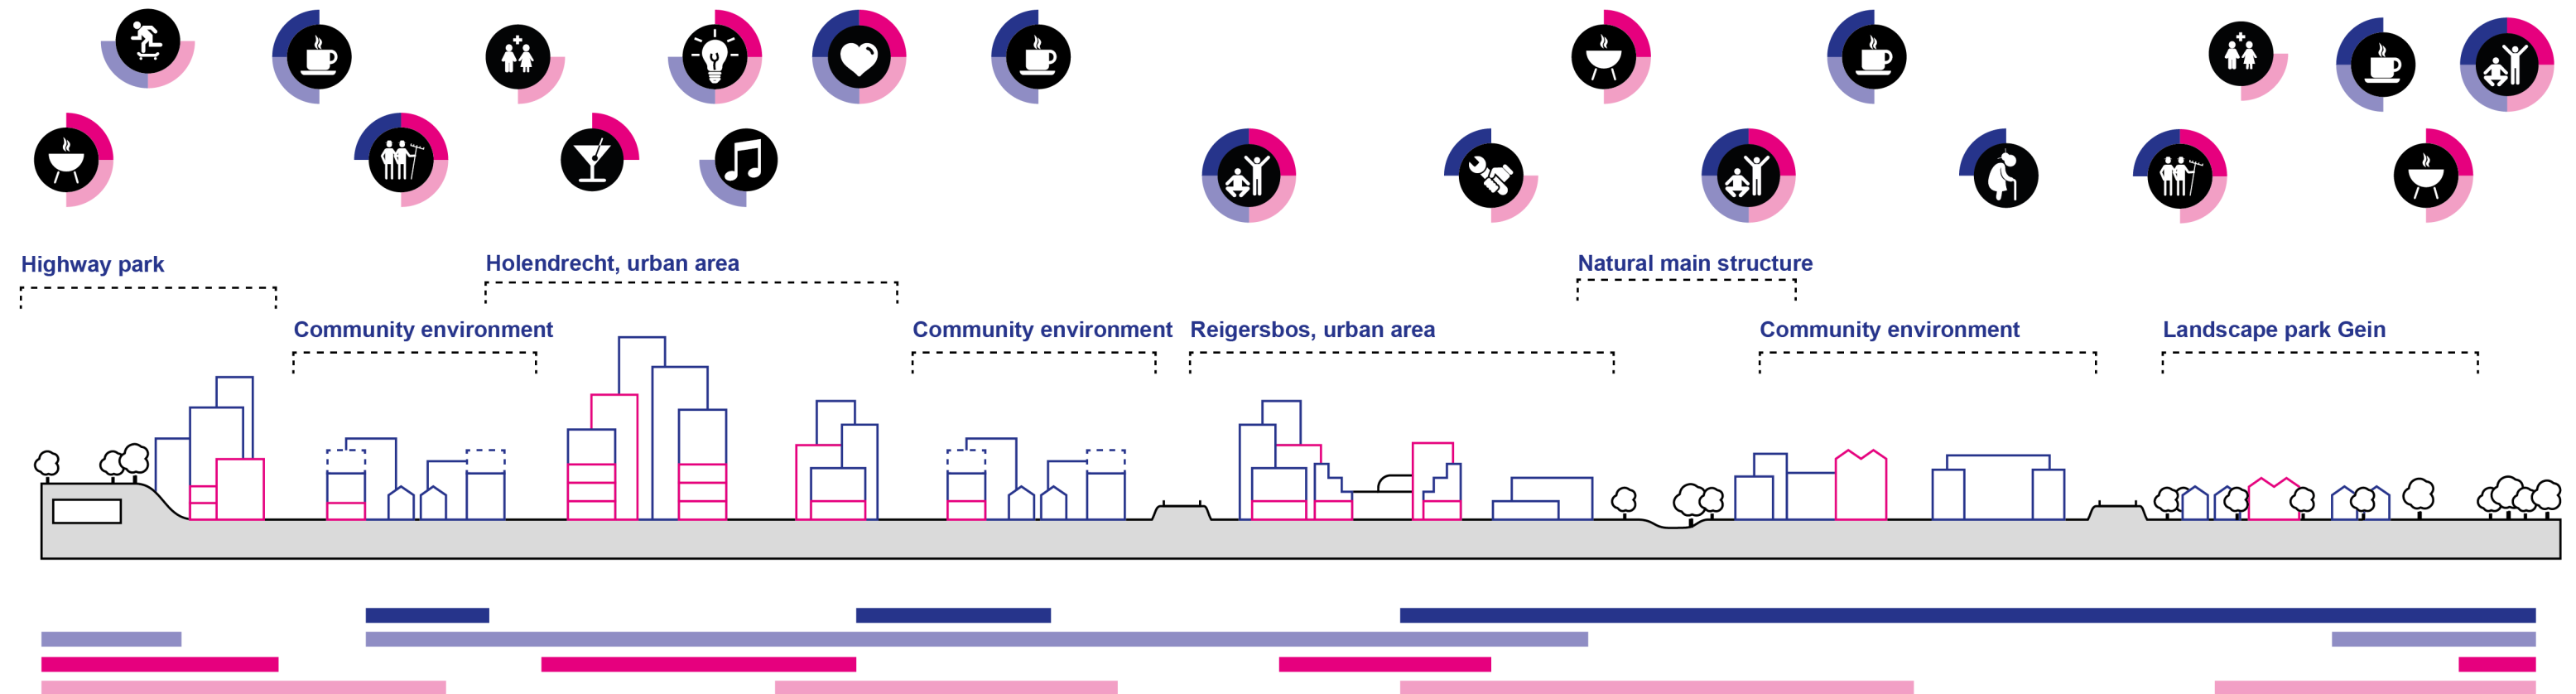 Highway park
Holendrecht, urban area
Natural main structure
Community environment
Community environment
Reigersbos, urban area
Community environment
Landscape park Gein